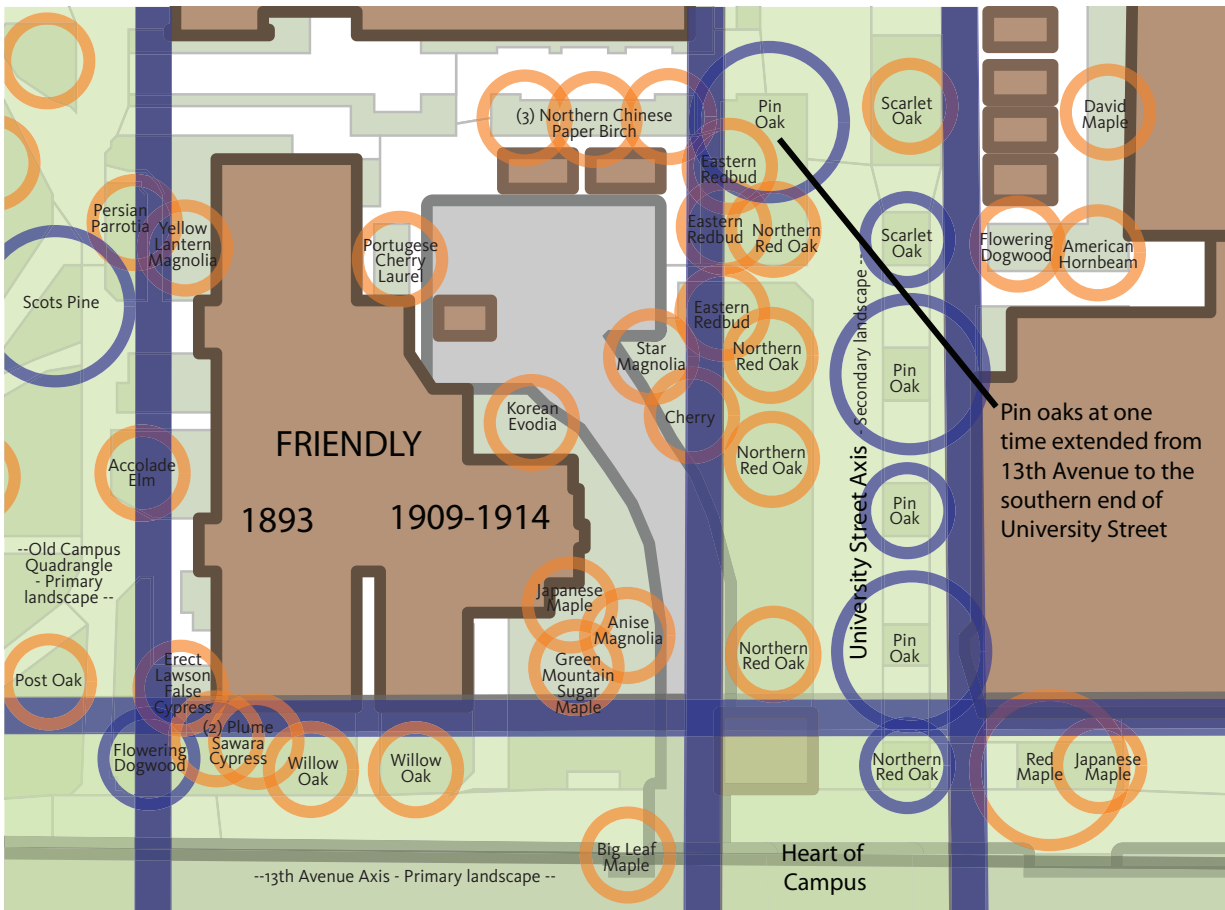 (3) Northern Chinese
Paper Birch
Pin
Oak
Scarlet
Oak
David
Maple
Eastern
Redbud
Persian
Parrotia
Yellow
Lantern
Magnolia
Portugese
Cherry
Laurel
Eastern
Redbud
Northern
Red Oak
Scarlet
Oak
Flowering
Dogwood
American
Hornbeam
Scots Pine
Eastern
Redbud
Star
Magnolia
Northern
Red Oak
Pin
Oak
University Street Axis - Secondary landscape --
Korean
Evodia
Cherry
Pin oaks at one
time extended from
13th Avenue to the
southern end of
University Street
FRIENDLY
1893
1909-1914
Accolade
Elm
Northern
Red Oak
Pin
Oak
--Old Campus
Quadrangle
- Primary
landscape --
Japanese
Maple
Anise
Magnolia
Green
Mountain
Sugar
Maple
Northern
Red Oak
Pin
Oak
Post Oak
Erect
Lawson
False
Cypress
(2) Plume
Sawara
Cypress
Flowering
Dogwood
Willow
Oak
Willow
Oak
Northern
Red Oak
Red
Maple
Japanese
Maple
Big Leaf
Maple
Heart of
Campus
--13th Avenue Axis - Primary landscape --